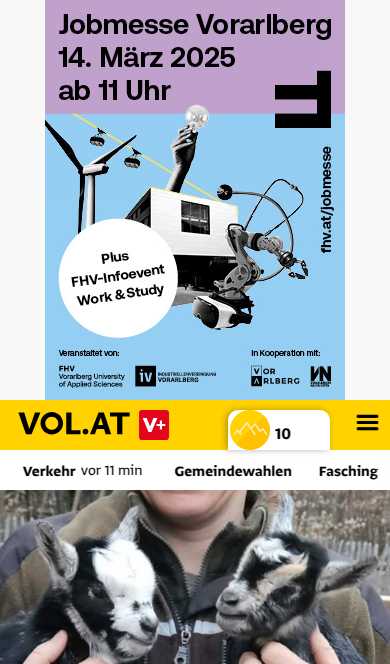 Jobmesse Vorarlberg
14. März 2025
ab 11 Uhr
fhv.at/jobmesse
Plus
FHV-Infoevent
Work & Study
Veranstaltet von:
FHV
Vorarlberg University
of Applied Sciences
iV INDUSTRIELLENVEREINIGUNG
VORARLBERG
In Kooperation mit:
VOR
ARLBERG
VOL.AT V+
10
Verkehr vor 11 min Gemeindewahlen Fasching